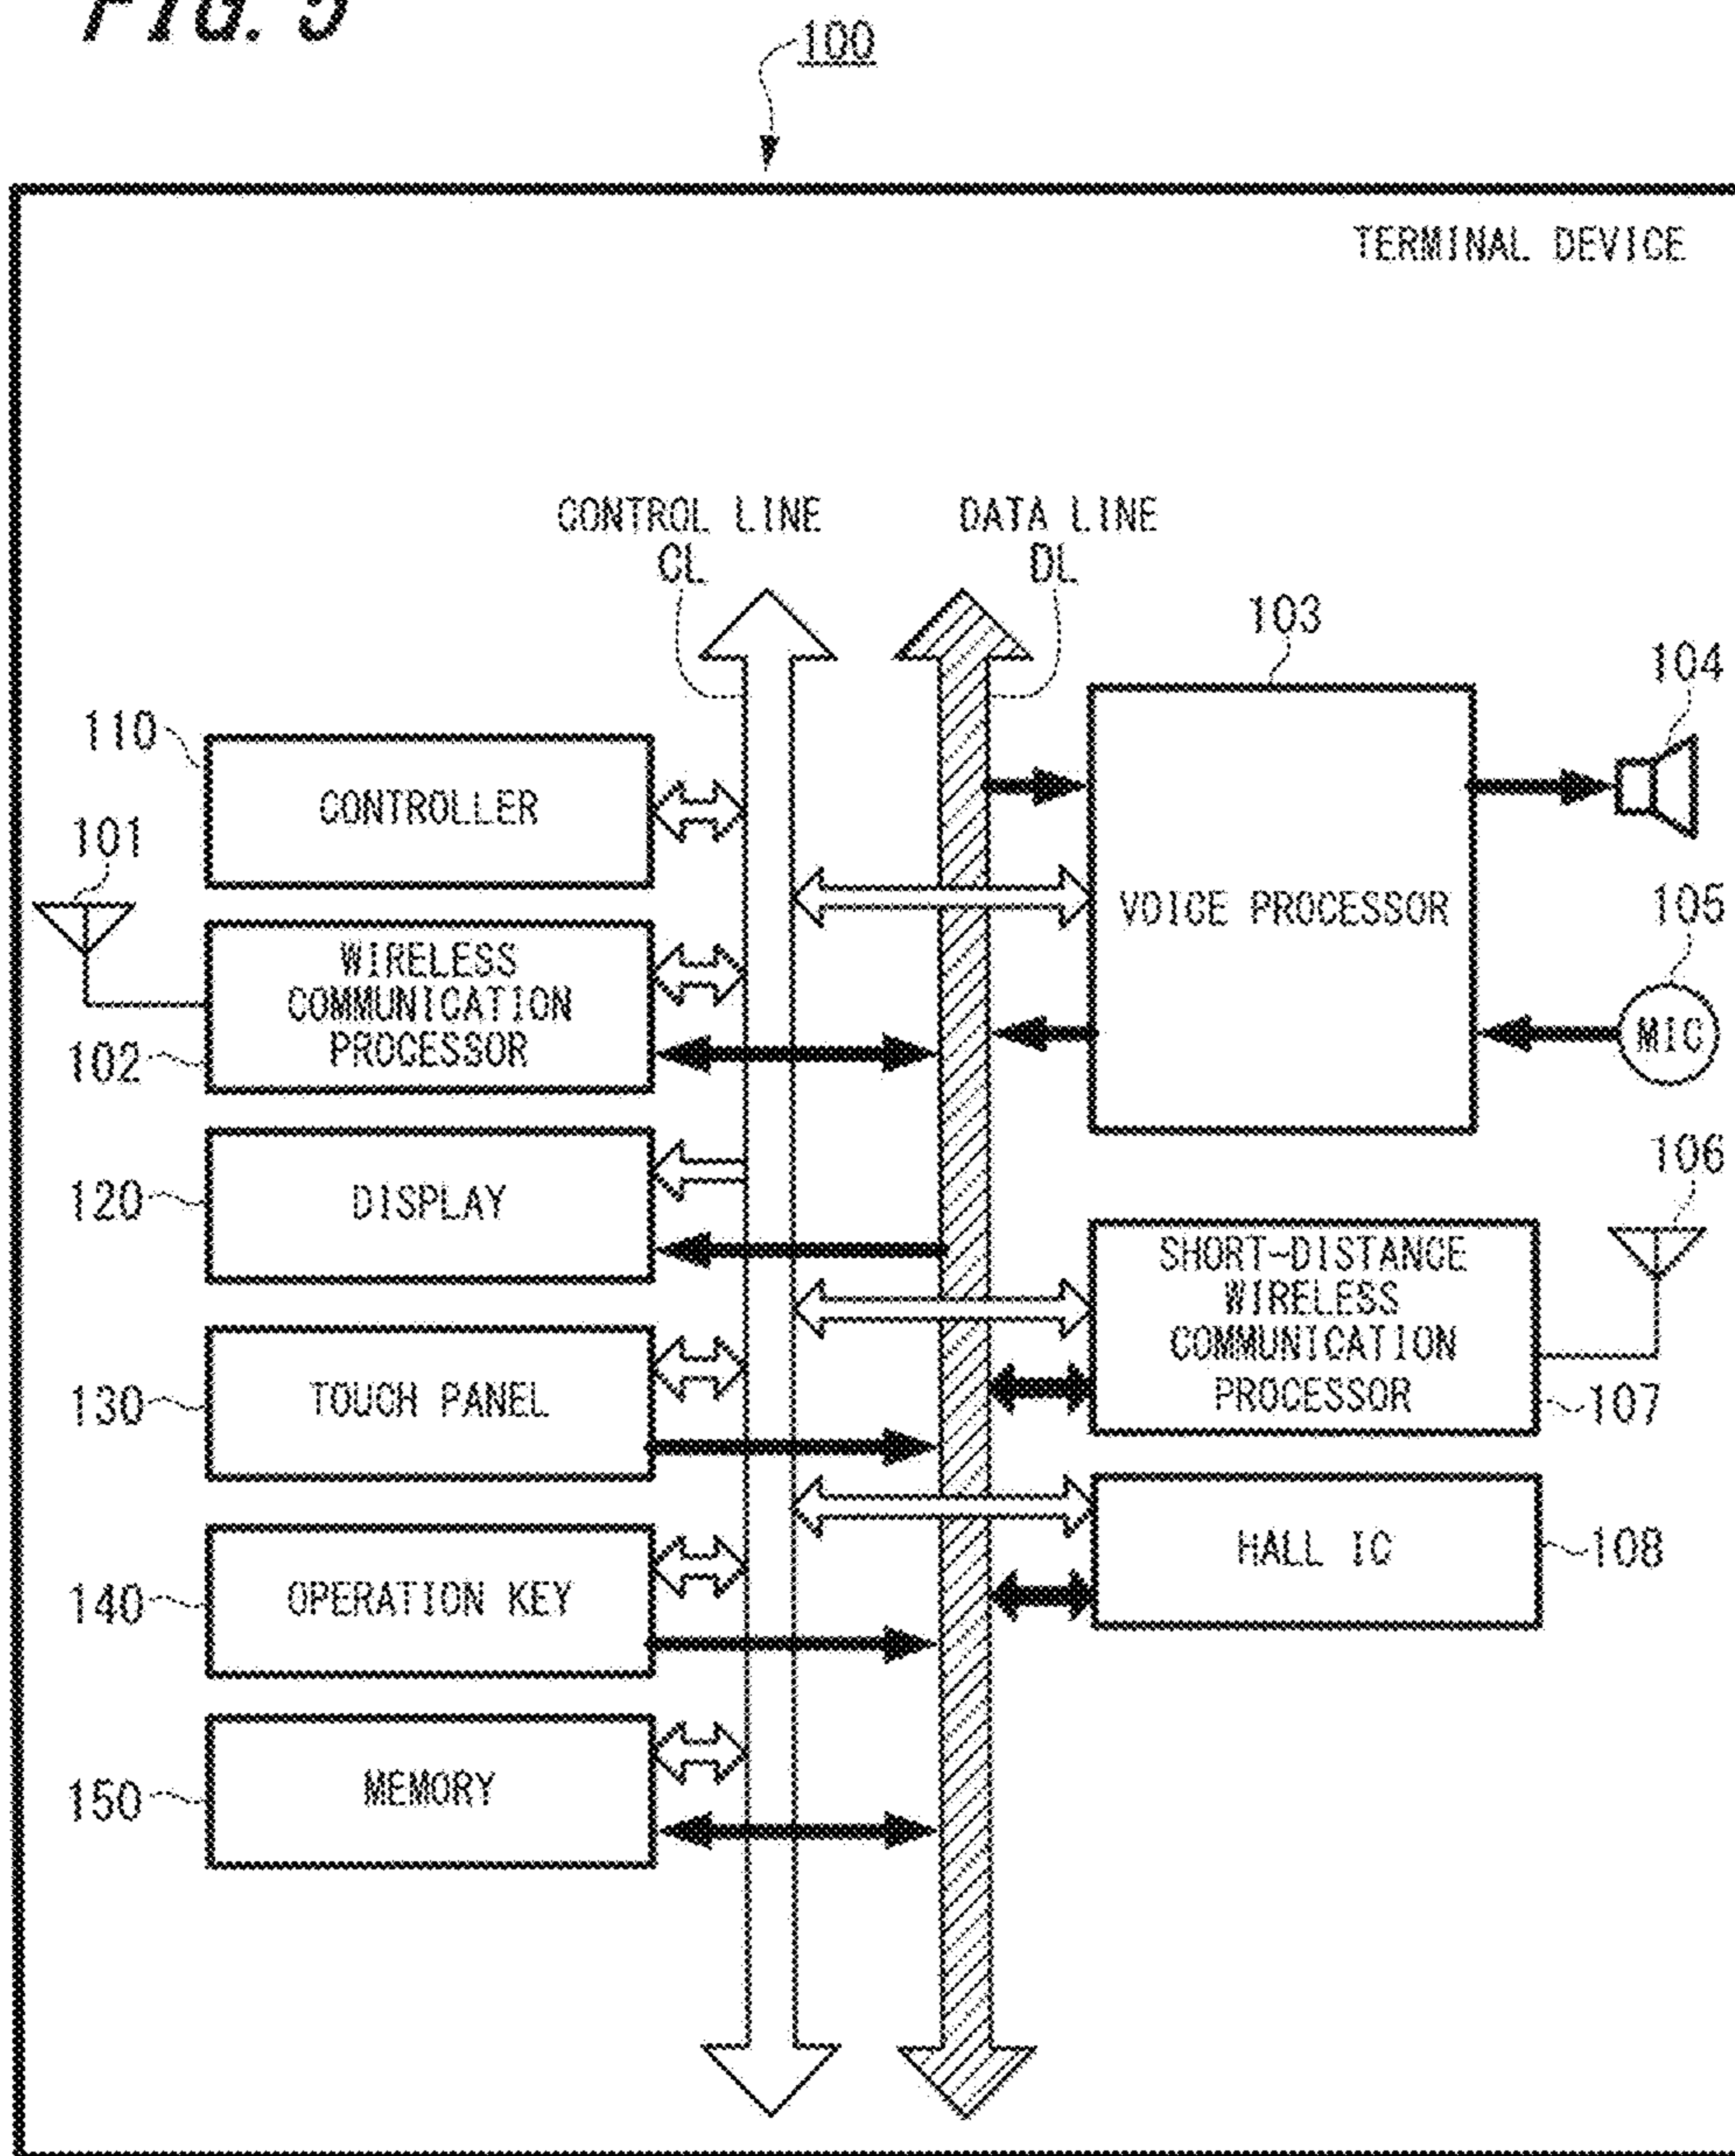 FIG. 5
100
TERMINAL DEVICE
CONTROL LINE
CL
DATA LINE
DL
103
104
110
CONTROLLER
101
VOICE PROCESSOR
105
WIRELESS
COMMUNICATION
PROCESSOR
102
MIC
106
120
DISPLAY
SHORT-DISTANCE
WIRELESS
COMMUNICATION
PROCESSOR
107
130
TOUCH PANEL
HALL IC
108
140
OPERATION KEY
150
MEMORY